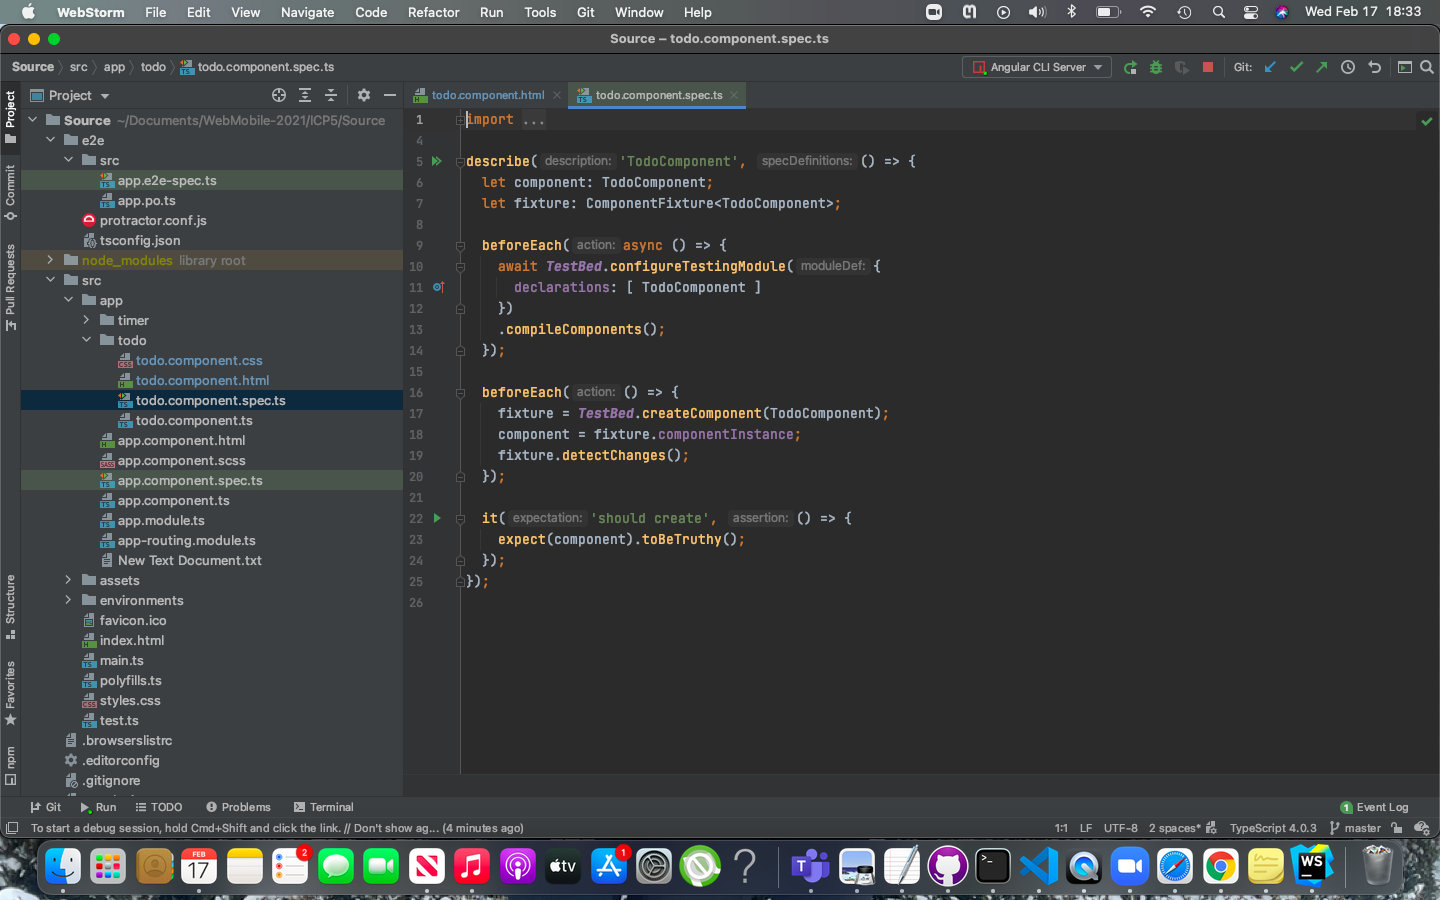 WebStorm File Edit View Navigate Code Refactor Run Tools Git Window Help Wed Feb 17 18:33
Source – todo.component.spec.ts
Source src app todo todo.component.spec.ts Angular CLI Server Git:
Project
todo.component.html todo.component.spec.ts
Project
Commit
Pull Requests
Structure
Favorites
npm
Source ~/Documents/WebMobile-2021/ICP5/Source
e2e
src
app.e2e-spec.ts
app.po.ts
protractor.conf.js
tsconfig.json
node_modules library root
src
app
timer
todo
todo.component.css
todo.component.html
todo.component.spec.ts
todo.component.ts
app.component.html
app.component.scss
app.component.spec.ts
app.component.ts
app.module.ts
app-routing.module.ts
New Text Document.txt
assets
environments
favicon.ico
index.html
main.ts
polyfills.ts
styles.css
test.ts
.browserslistrc
.editorconfig
.gitignore
1 import ...
4
5 describe( description: 'TodoComponent', specDefinitions: () => {
6 let component: TodoComponent;
7 let fixture: ComponentFixture<TodoComponent>;
8
9 beforeEach( action: async () => {
10 await TestBed.configureTestingModule( moduleDef: {
11 declarations: [ TodoComponent ]
12 })
13 .compileComponents();
14 });
15
16 beforeEach( action: () => {
17 fixture = TestBed.createComponent(TodoComponent);
18 component = fixture.componentInstance;
19 fixture.detectChanges();
20 });
21
22 it( expectation: 'should create', assertion: () => {
23 expect(component).toBeTruthy();
24 });
25 });
26
Git Run TODO Problems Terminal 1 Event Log
To start a debug session, hold Cmd+Shift and click the link. // Don't show ag... (4 minutes ago) 1:1 LF UTF-8 2 spaces* TypeScript 4.0.3 master
FEB
17
2
tv
1
T
>_
WS